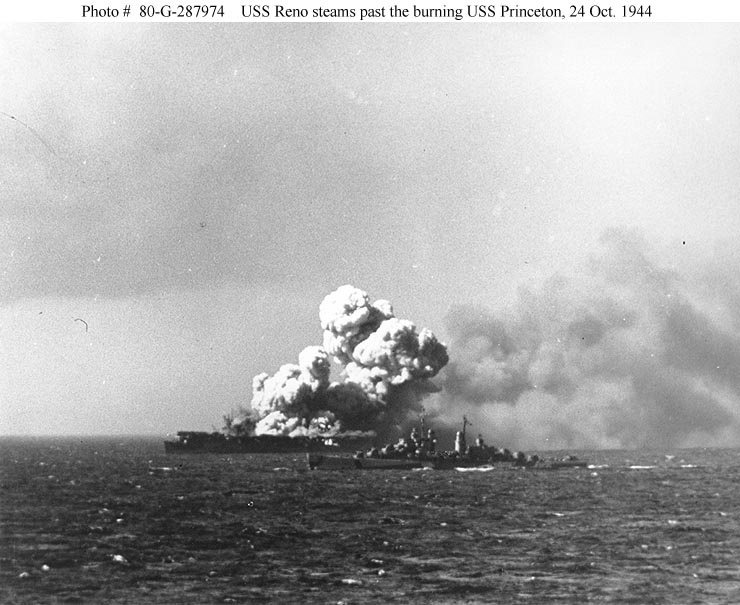 Photo # 80-G-287974 USS Reno steams past the burning USS Princeton, 24 Oct. 1944